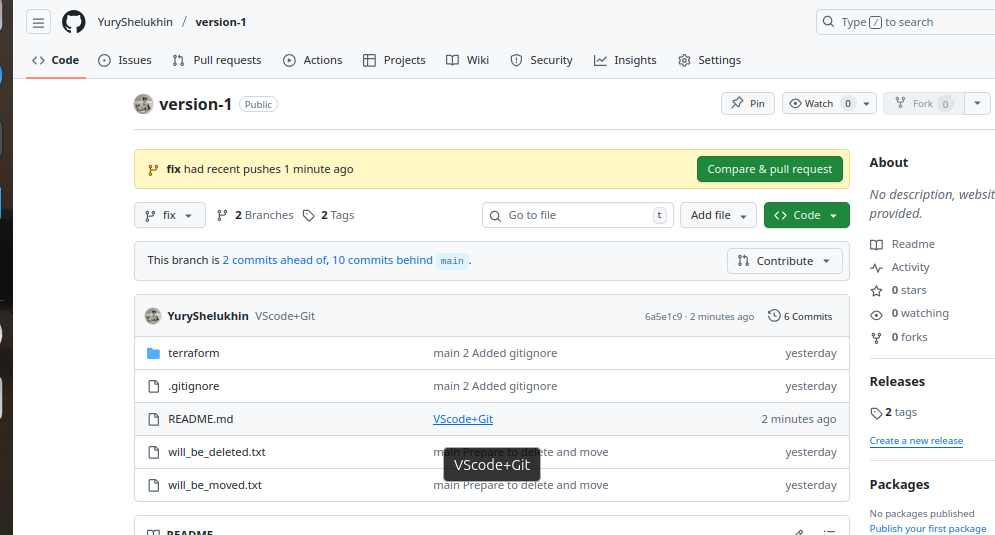 YuryShelukhin / version-1
Type / to search
Code Issues Pull requests Actions Projects Wiki Security Insights Settings
version-1 Public
Pin Watch 0 Fork 0
fix had recent pushes 1 minute ago
Compare & pull request
fix 2 Branches 2 Tags
Go to file t
Add file
Code
This branch is 2 commits ahead of, 10 commits behind main .
Contribute
YuryShelukhin VScode+Git 6a5e1c9 · 2 minutes ago 6 Commits
terraform main 2 Added gitignore yesterday
.gitignore main 2 Added gitignore yesterday
README.md VScode+Git 2 minutes ago
will_be_deleted.txt main Prepare to delete and move yesterday
VScode+Git
will_be_moved.txt main Prepare to delete and move yesterday
README
About
No description, websit
provided.
Readme
Activity
0 stars
0 watching
0 forks
Releases
2 tags
Create a new release
Packages
No packages published
Publish your first package